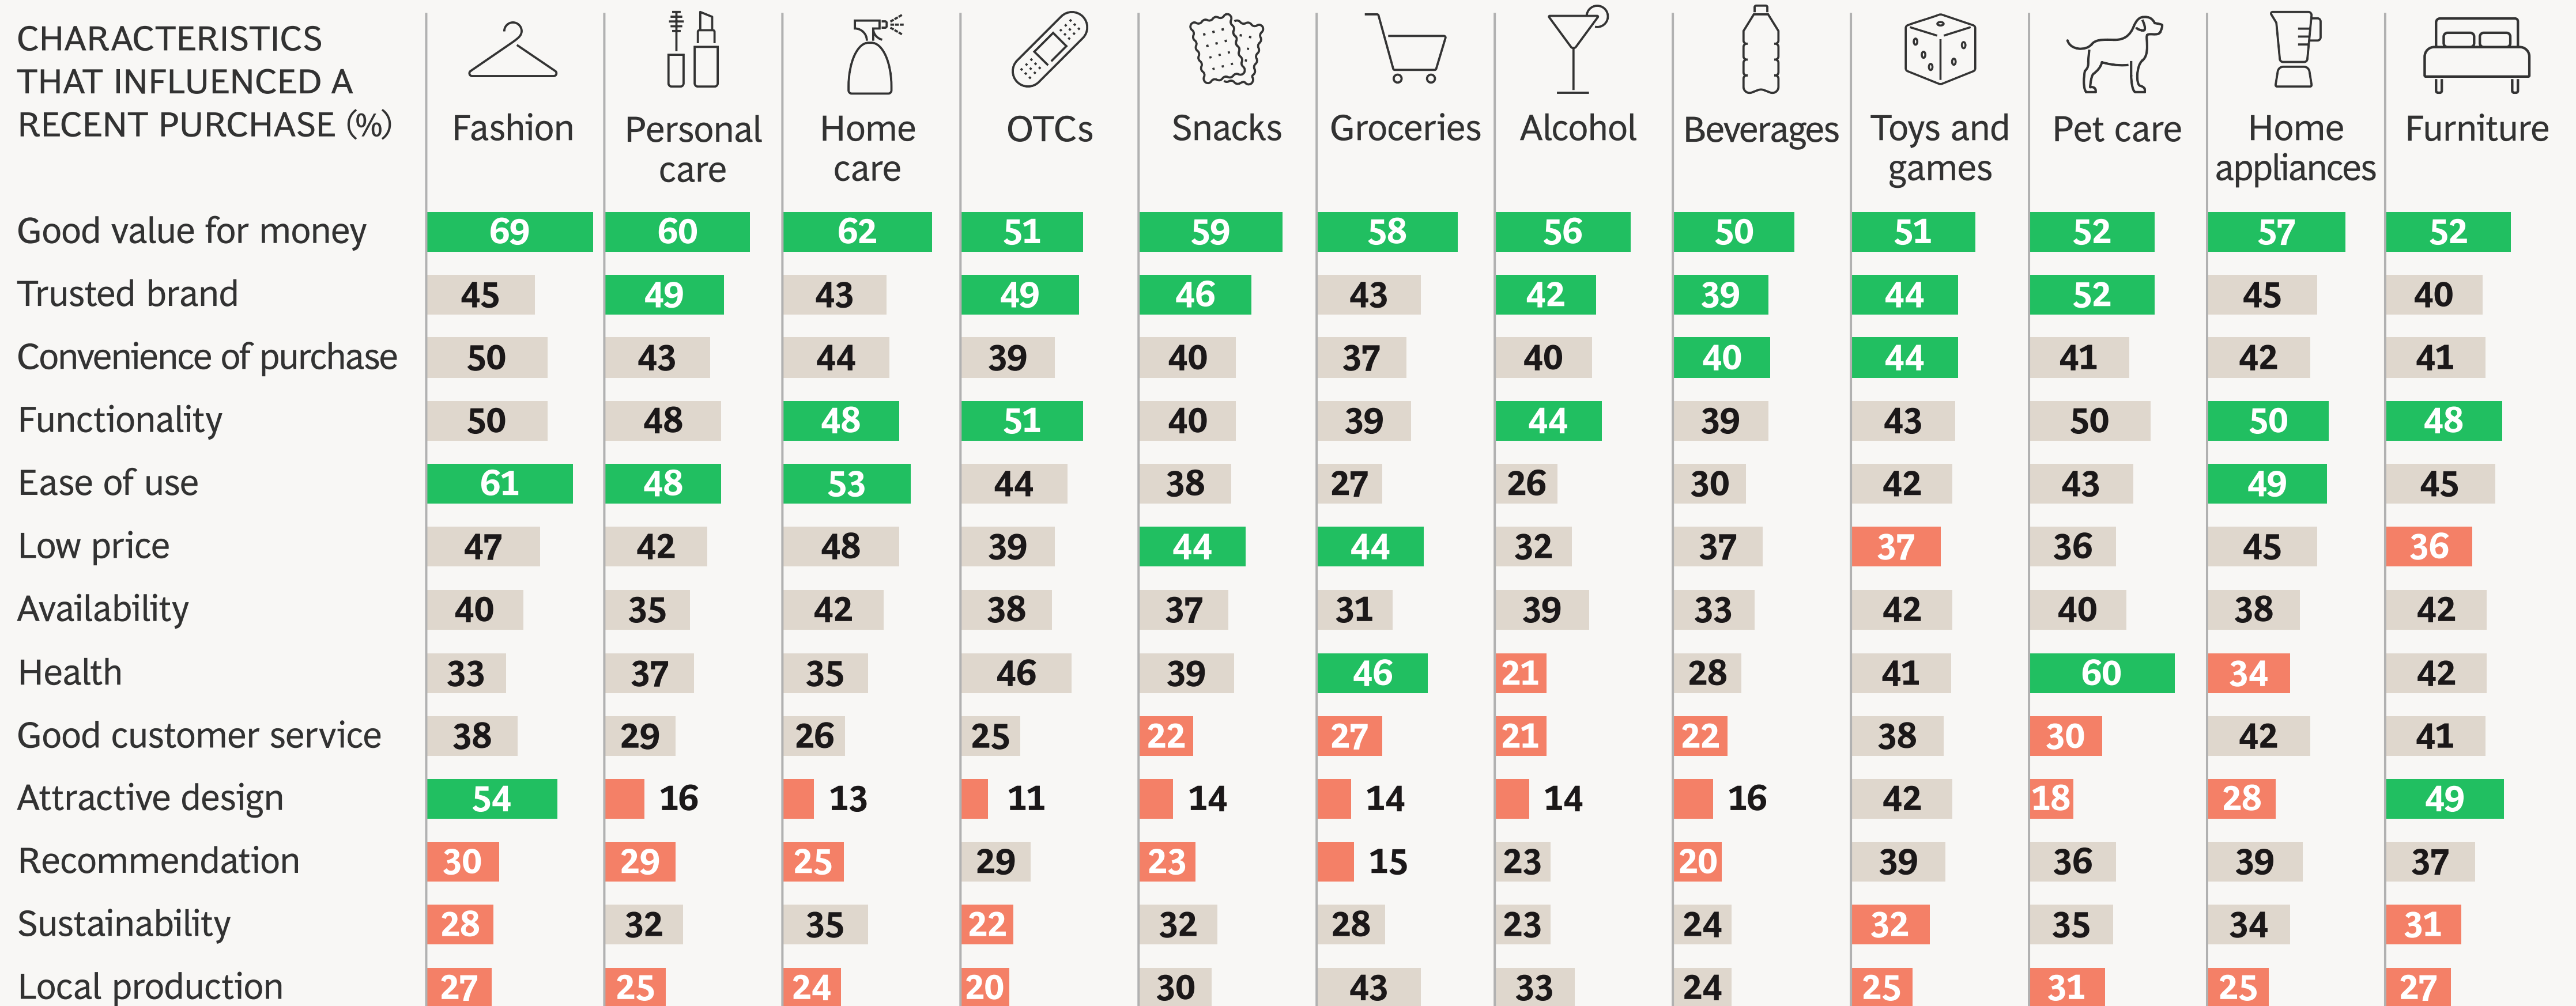 CHARACTERISTICS
THAT INFLUENCED A
RECENT PURCHASE (%)
Fashion
Personal
care
Home
care
OTCs
Snacks
Groceries
Alcohol
Beverages
Toys and
games
Pet care
Home
appliances
Furniture
Good value for money 69 60 62 51 59 58 56 50 51 52 57 52
Trusted brand 45 49 43 49 46 43 42 39 44 52 45 40
Convenience of purchase 50 43 44 39 40 37 40 40 44 41 42 41
Functionality 50 48 48 51 40 39 44 39 43 50 50 48
Ease of use 61 48 53 44 38 27 26 30 42 43 49 45
Low price 47 42 48 39 44 44 32 37 37 36 45 36
Availability 40 35 42 38 37 31 39 33 42 40 38 42
Health 33 37 35 46 39 46 21 28 41 60 34 42
Good customer service 38 29 26 25 22 27 21 22 38 30 42 41
Attractive design 54 16 13 11 14 14 14 16 42 18 28 49
Recommendation 30 29 25 29 23 15 23 20 39 36 39 37
Sustainability 28 32 35 22 32 28 23 24 32 35 34 31
Local production 27 25 24 20 30 43 33 24 25 31 25 27